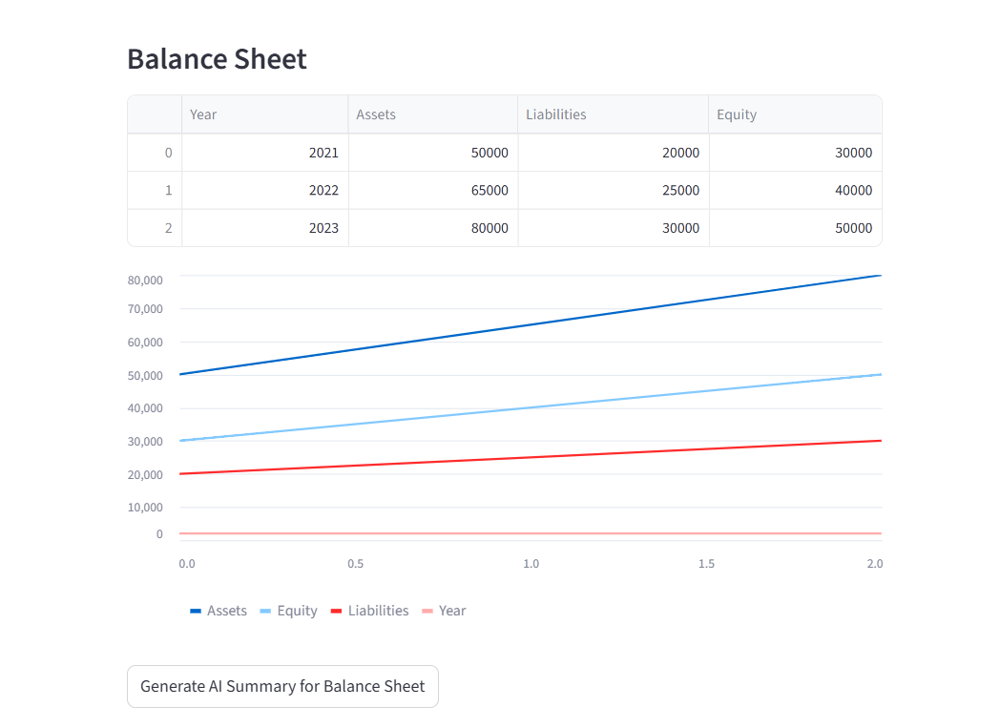 Balance Sheet
Year Assets Liabilities Equity
0 2021 50000 20000 30000
1 2022 65000 25000 40000
2 2023 80000 30000 50000
80,000
70,000
60,000
50,000
40,000
30,000
20,000
10,000
0
0.0 0.5 1.0 1.5 2.0
Assets Equity Liabilities Year
Generate AI Summary for Balance Sheet